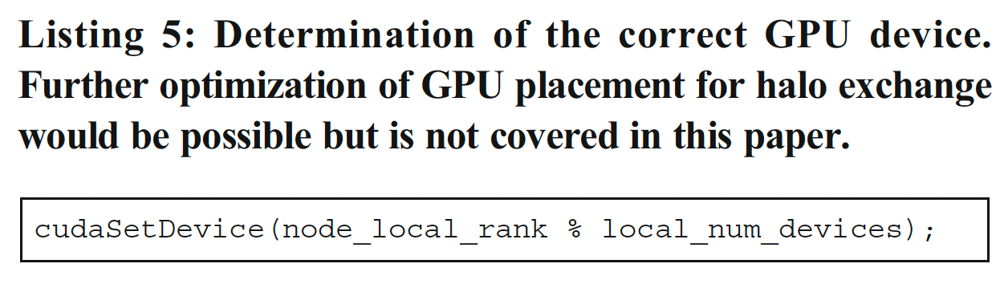 Listing 5: Determination of the correct GPU device.
Further optimization of GPU placement for halo exchange
would be possible but is not covered in this paper.
cudaSetDevice(node_local_rank % local_num_devices);